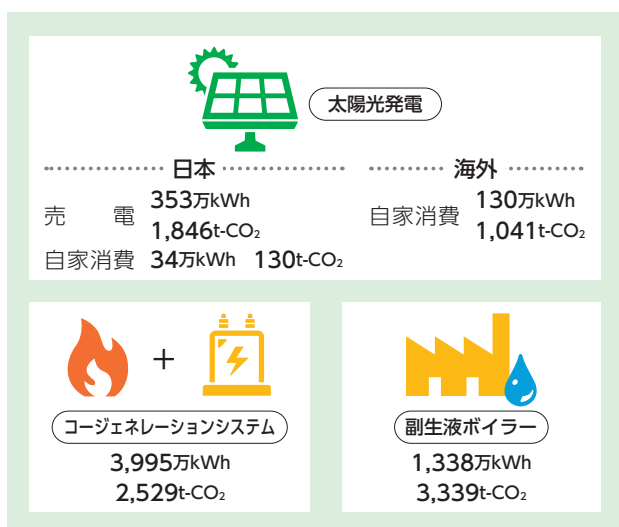 太陽光発電
日本
売電 353万kWh
1,846t-CO₂
自家消費 34万kWh 130t-CO₂
海外
自家消費 130万kWh
1,041t-CO₂
+
コージェネレーションシステム
3,995万kWh
2,529t-CO₂
副生液ボイラー
1,338万kWh
3,339t-CO₂